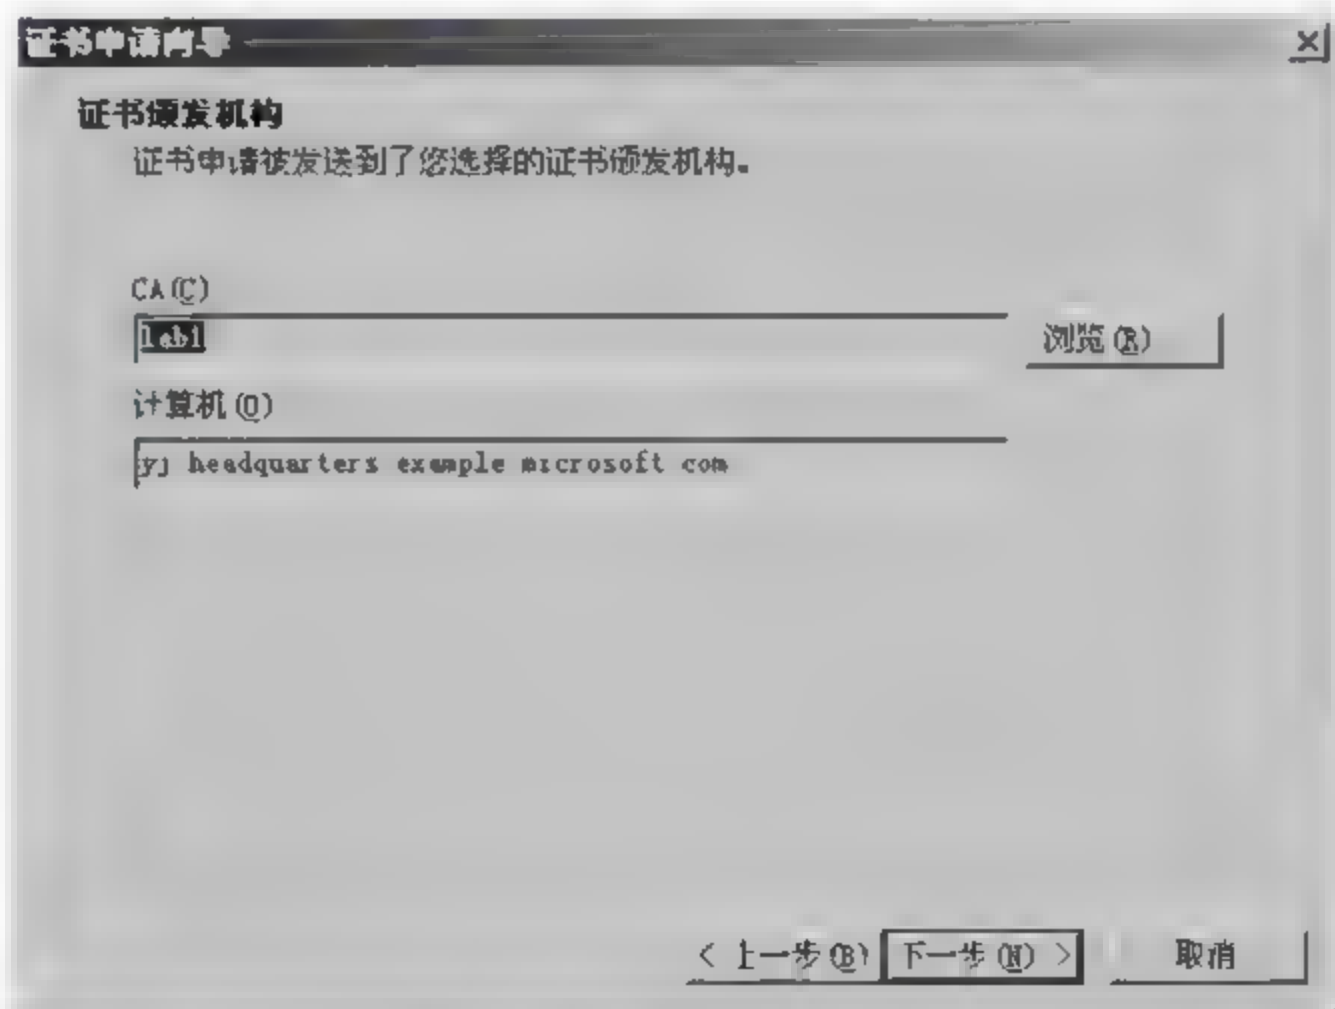 证书申请向导
证书颁发机构
证书申请被发送到了您选择的证书颁发机构。
CA(C)
lab1
浏览(R)
计算机(O)
yj headquarters example microsoft com
< 上一步(B) 下一步(N) > 取消